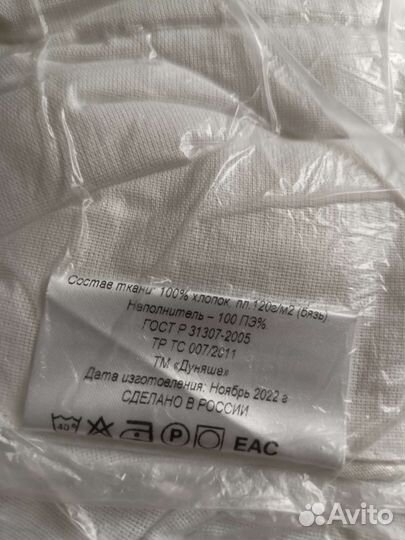 Состав ткани: 100% хлопок, пл.120г/м2 (бязь)
Наполнитель – 100 ПЭ%
ГОСТ Р 31307-2005
ТР ТС 007/2011
ТМ «Дуняша»
Дата изготовления: Ноябрь 2022 г
СДЕЛАНО В РОССИИ
40° P EAC
Avito